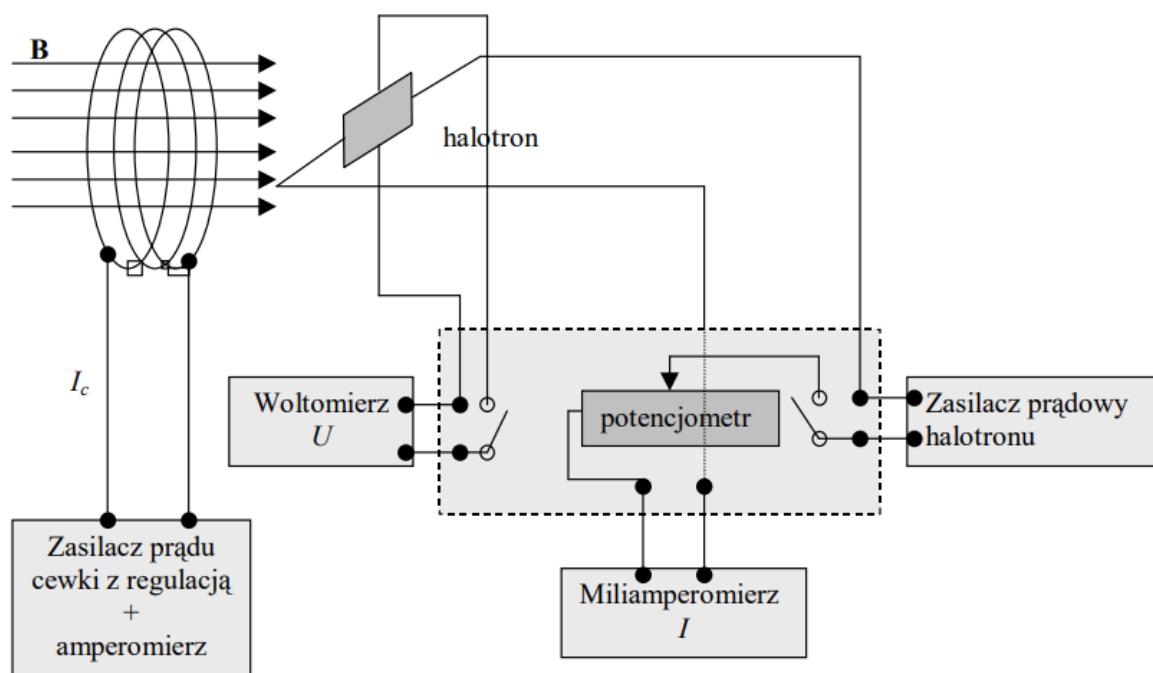 B
halotron
I_c
Woltomierz
U
potencjometr
Zasilacz prądowy
halotronu
Zasilacz prądu
cewki z regulacją
+
amperomierz
Miliamperomierz
I